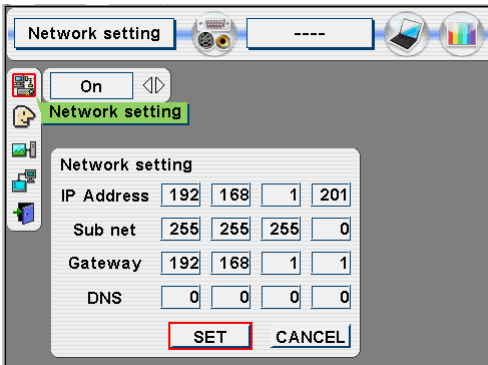 Network setting ----
On
Network setting
Network setting
IP Address 192 168 1 201
Sub net 255 255 255 0
Gateway 192 168 1 1
DNS 0 0 0 0
SET CANCEL